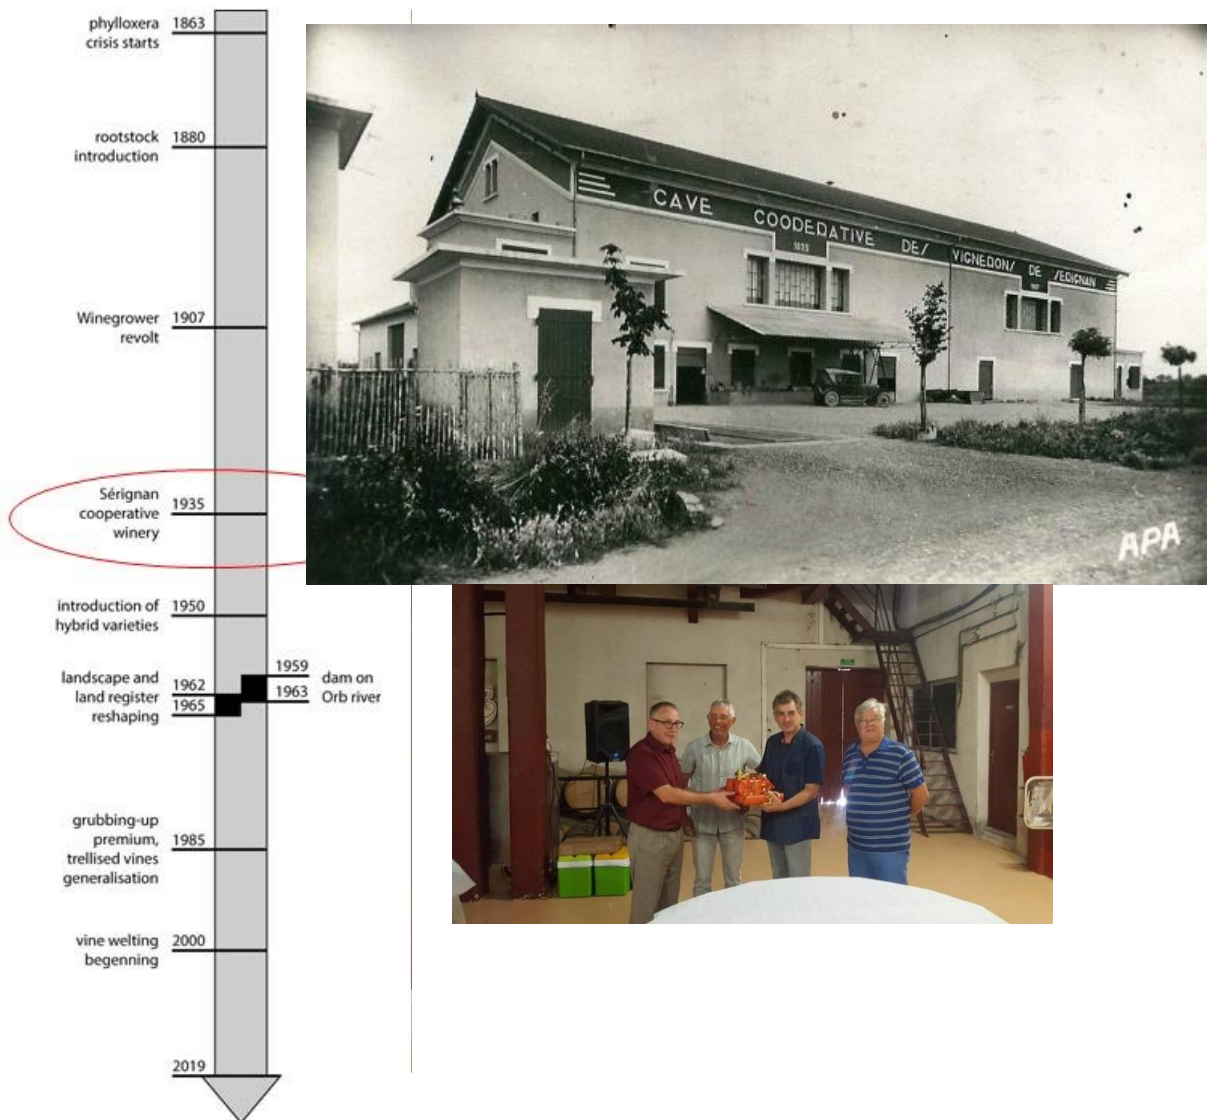 phylloxera
crisis starts
1863
rootstock
introduction
1880
Winegrower
revolt
1907
Sérignan
cooperative
winery
1935
introduction of
hybrid varieties
1950
landscape and
land register
reshaping
1962
1965
1959
1963
dam on
Orb river
grubbing-up
premium,
trellised vines
generalisation
1985
vine welting
begenning
2000
2019
CAVE COOPERATIVE DES VIGNERONS DE SERIGNAN
1935
APA